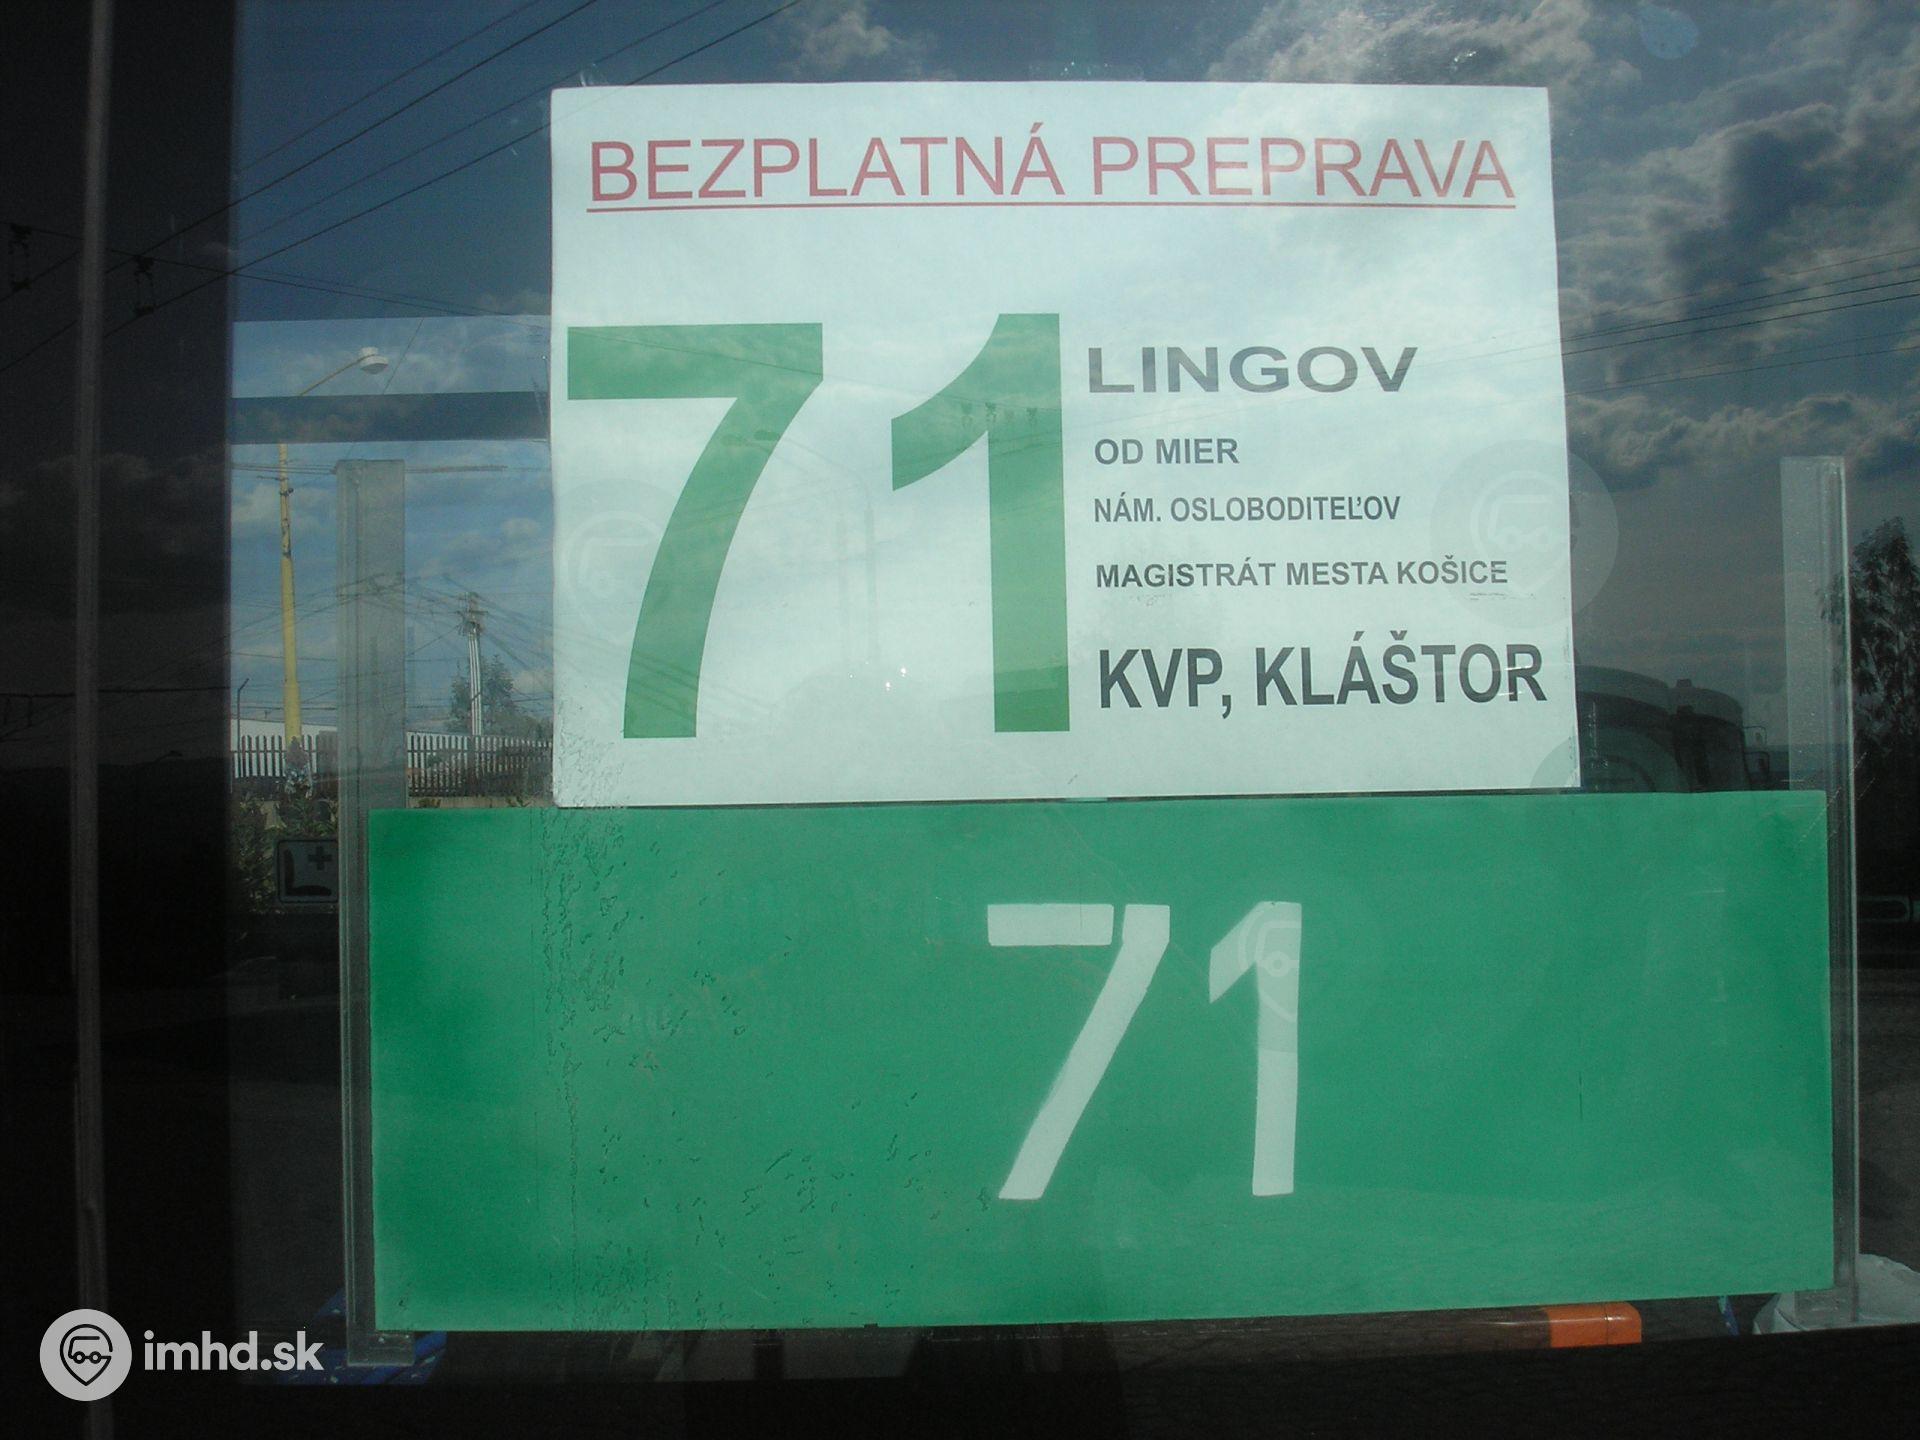 BEZPLATNÁ PREPRAVA
71
LINGOV
OD MIER
NÁM. OSLOBODITEĽOV
MAGISTRÁT MESTA KOŠICE
KVP, KLÁŠTOR
71
imhd.sk